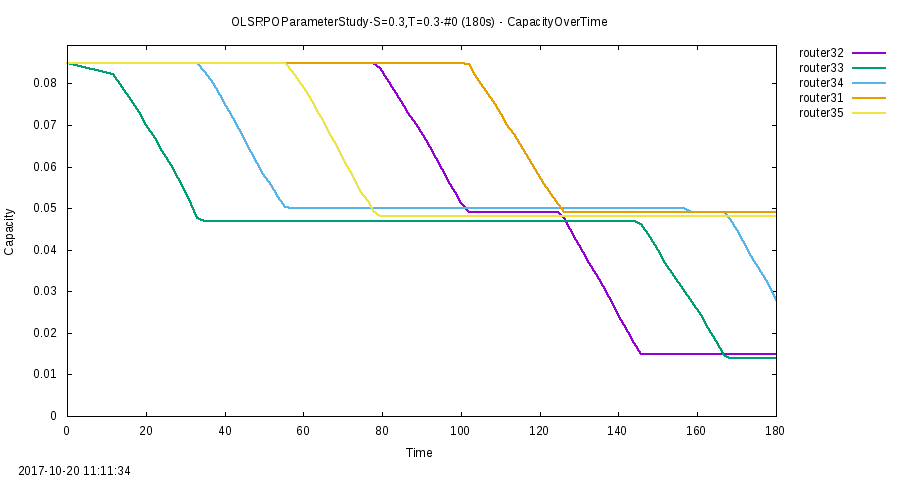 OLSRPOParameterStudy-S=0.3,T=0.3-#0 (180s) - CapacityOverTime
router32
router33
router34
router31
router35
0.08
0.07
0.06
0.05
0.04
0.03
0.02
0.01
0
Capacity
0 20 40 60 80 100 120 140 160 180
Time
2017-10-20 11:11:34